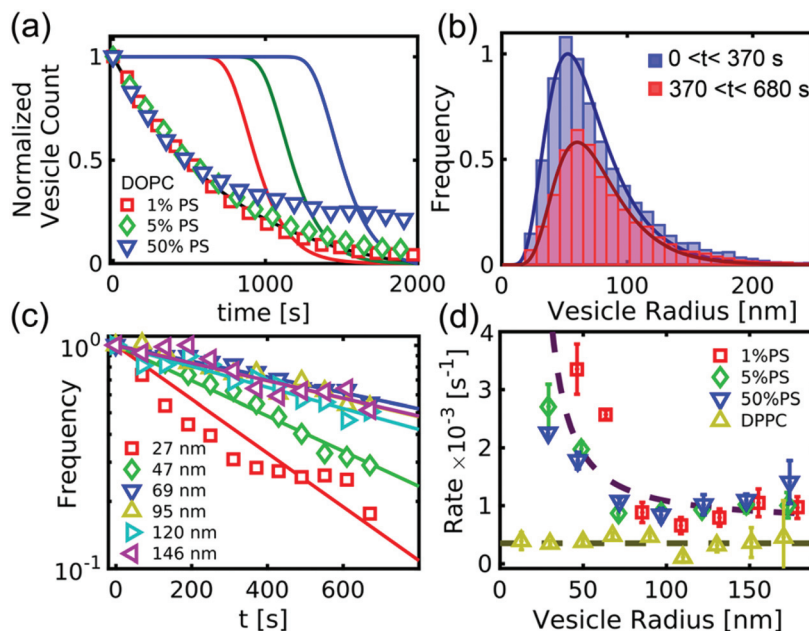 (a)
Normalized
Vesicle Count
1
0.5
0
DOPC
1% PS
5% PS
50% PS
0
1000
2000
time [s]
(b)
Frequency
1
0.5
0
0 <t< 370 s
370 <t< 680 s
0
100
200
Vesicle Radius [nm]
(c)
Frequency
10^0
10^-1
27 nm
47 nm
69 nm
95 nm
120 nm
146 nm
0
200
400
600
t [s]
(d)
Rate ×10^-3 [s^-1]
4
3
2
1
0
1%PS
5%PS
50%PS
DPPC
0
50
100
150
Vesicle Radius [nm]